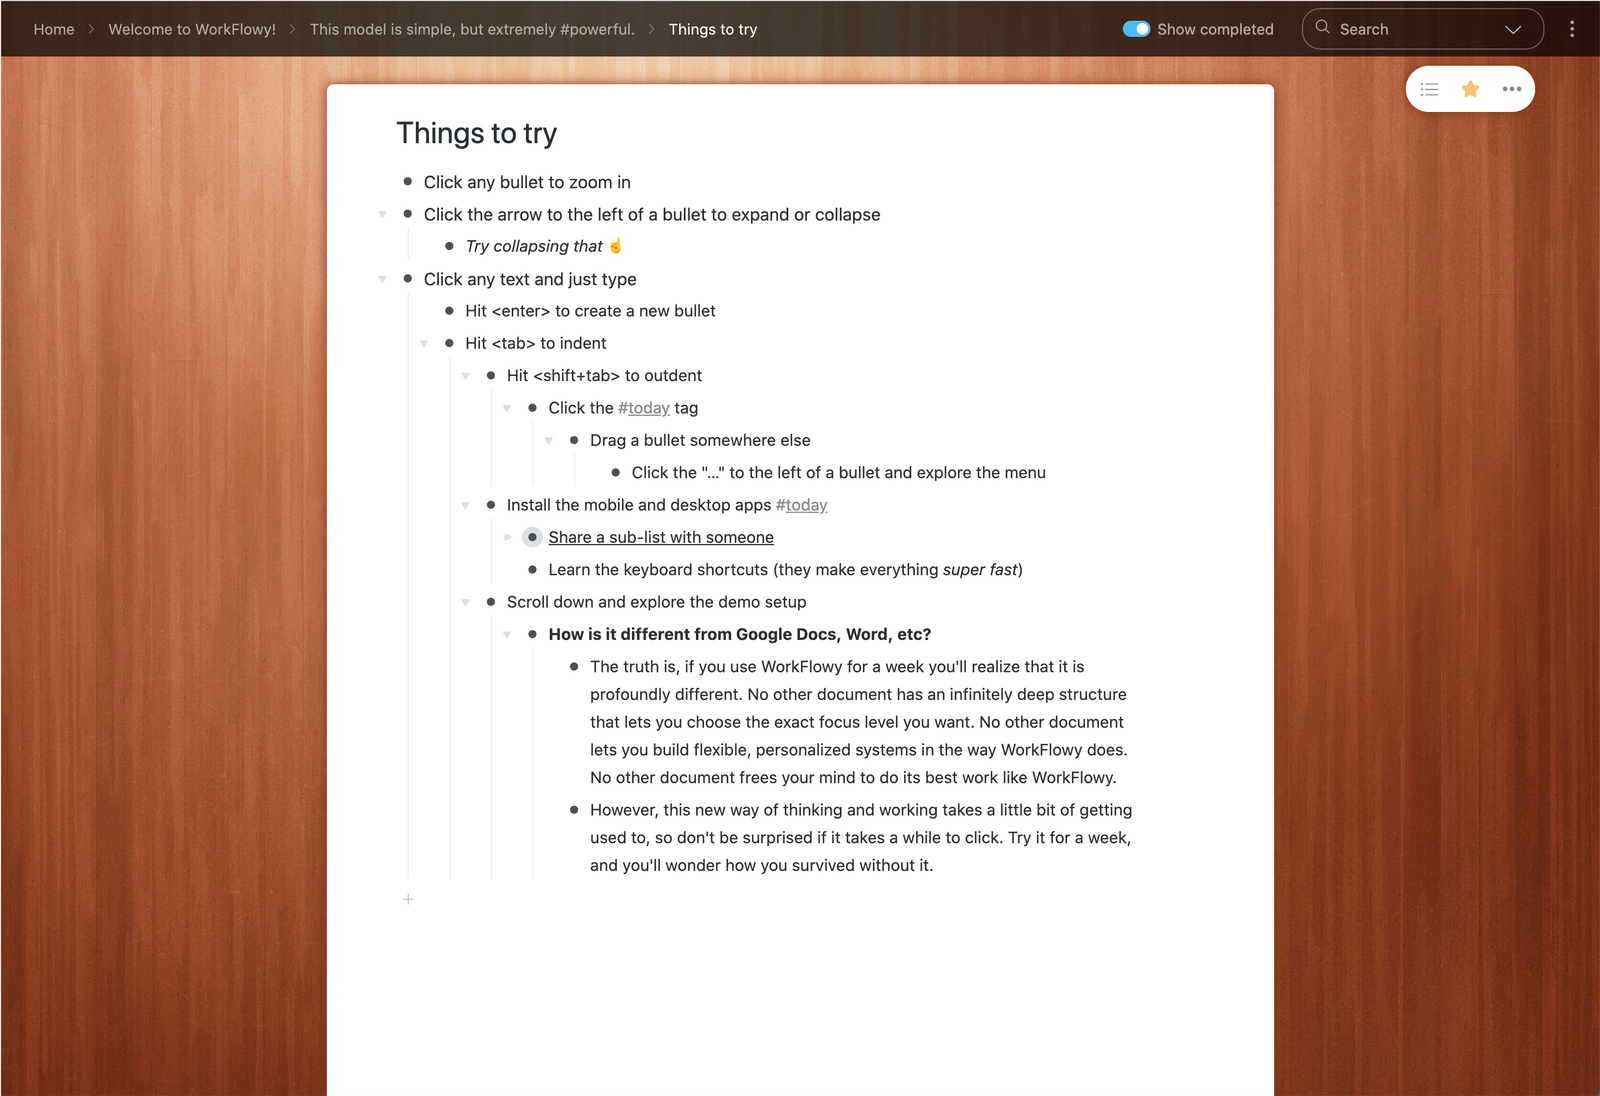 Home > Welcome to WorkFlowy! > This model is simple, but extremely #powerful. > Things to try
Show completed
Search
Things to try
Click any bullet to zoom in
Click the arrow to the left of a bullet to expand or collapse
Try collapsing that ☝
Click any text and just type
Hit <enter> to create a new bullet
Hit <tab> to indent
Hit <shift+tab> to outdent
Click the #today tag
Drag a bullet somewhere else
Click the "..." to the left of a bullet and explore the menu
Install the mobile and desktop apps #today
Share a sub-list with someone
Learn the keyboard shortcuts (they make everything super fast)
Scroll down and explore the demo setup
How is it different from Google Docs, Word, etc?
The truth is, if you use WorkFlowy for a week you'll realize that it is
profoundly different. No other document has an infinitely deep structure
that lets you choose the exact focus level you want. No other document
lets you build flexible, personalized systems in the way WorkFlowy does.
No other document frees your mind to do its best work like WorkFlowy.
However, this new way of thinking and working takes a little bit of getting
used to, so don't be surprised if it takes a while to click. Try it for a week,
and you'll wonder how you survived without it.